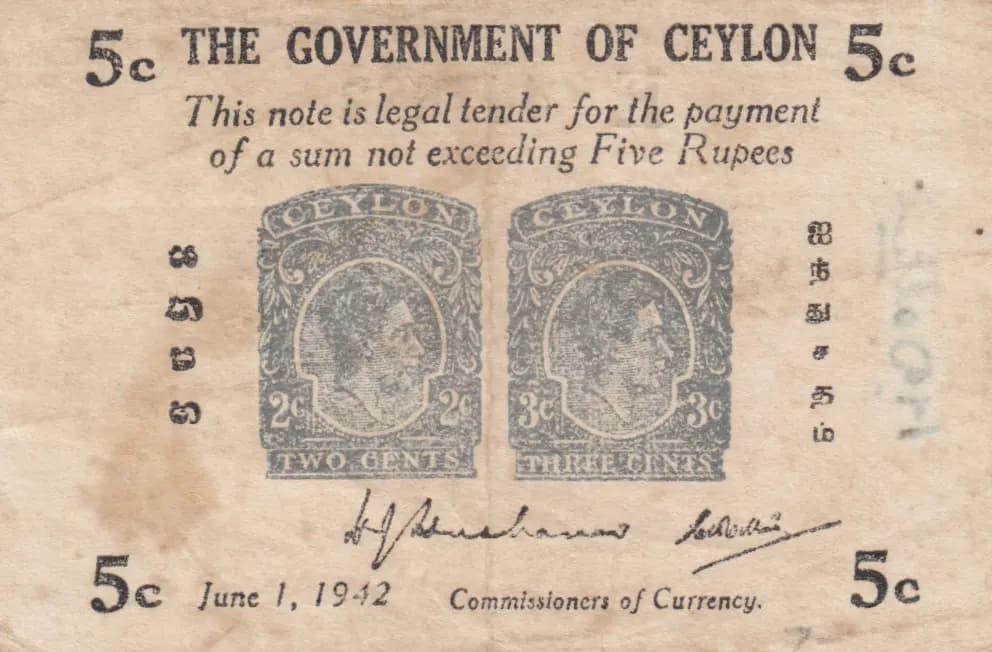 5c THE GOVERNMENT OF CEYLON 5c
This note is legal tender for the payment
of a sum not exceeding Five Rupees
CEYLON
2c 2c
TWO CENTS
CEYLON
3c 3c
THREE CENTS
ஐந்து சதம்
5c June 1, 1942 Commissioners of Currency. 5c